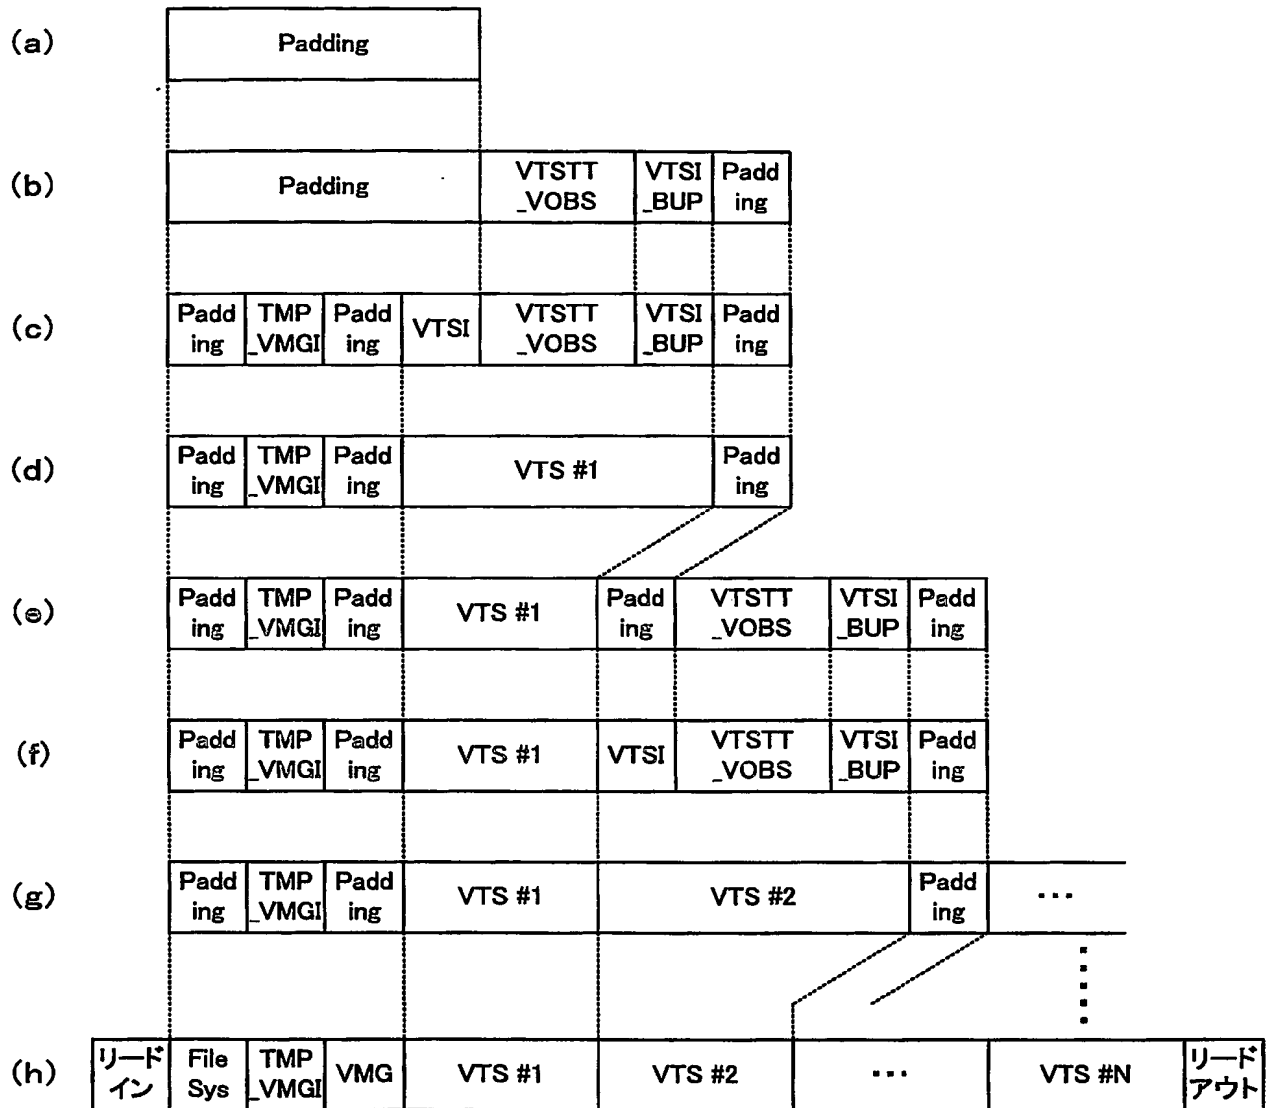 (a) Padding
(b) Padding VTSTT VTSI Padd
_VOBS _BUP ing
(c) Padd TMP Padd VTSI VTSTT VTSI Padd
ing _VMGI ing _VOBS _BUP ing
(d) Padd TMP Padd VTS #1 Padd
ing _VMGI ing ing
(e) Padd TMP Padd VTS #1 Padd VTSTT VTSI Padd
ing _VMGI ing ing _VOBS _BUP ing
(f) Padd TMP Padd VTS #1 VTSI VTSTT VTSI Padd
ing _VMGI ing _VOBS _BUP ing
(g) Padd TMP Padd VTS #1 VTS #2 Padd ...
ing _VMGI ing ing
(h) リード File TMP VMG VTS #1 VTS #2 ... VTS #N リード
イン Sys _VMGI アウト